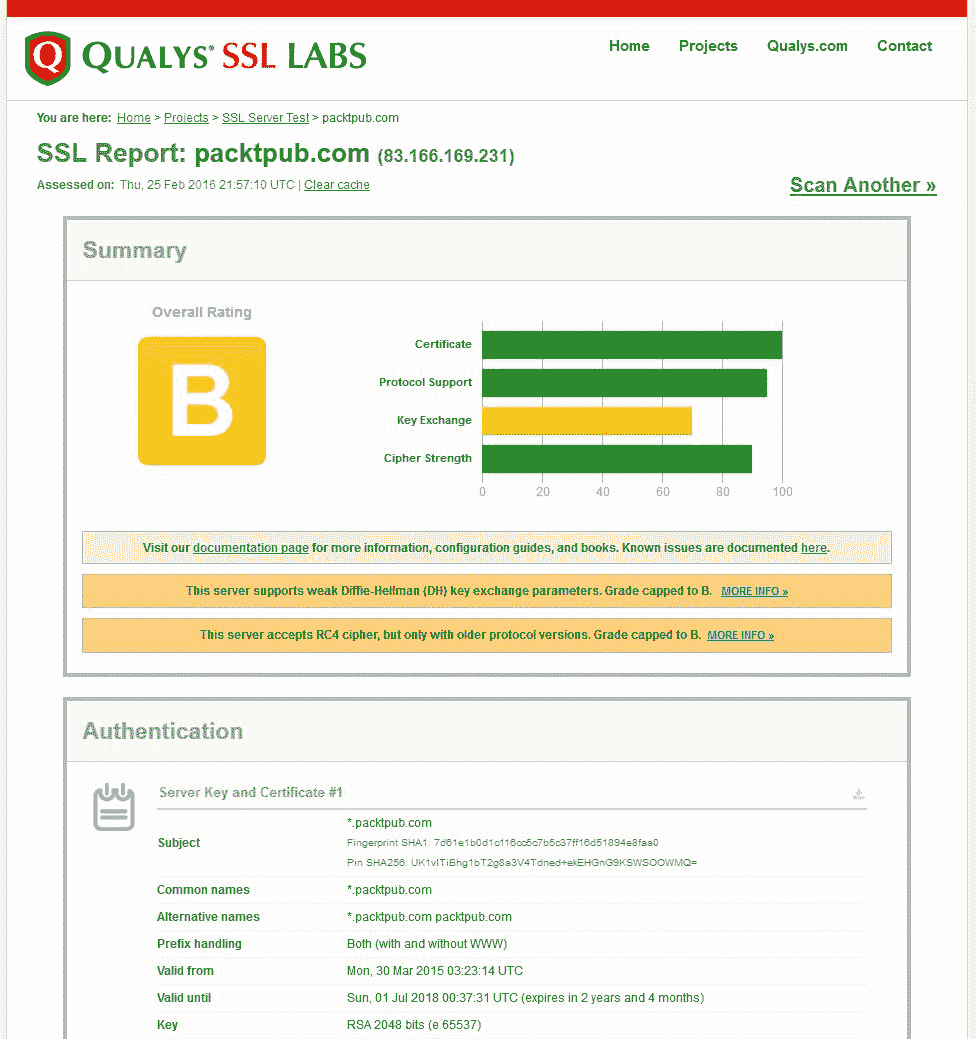 QUALYS® SSL LABS
Home Projects Qualys.com Contact
You are here: Home > Projects > SSL Server Test > packtpub.com
SSL Report: packtpub.com (83.166.169.231)
Assessed on: Thu, 25 Feb 2016 21:57:10 UTC | Clear cache
Scan Another »
Summary
Overall Rating
B
Certificate
Protocol Support
Key Exchange
Cipher Strength
0 20 40 60 80 100
Visit our documentation page for more information, configuration guides, and books. Known issues are documented here.
This server supports weak Diffie-Hellman (DH) key exchange parameters. Grade capped to B. MORE INFO »
This server accepts RC4 cipher, but only with older protocol versions. Grade capped to B. MORE INFO »
Authentication
Server Key and Certificate #1
Subject
*.packtpub.com
Fingerprint SHA1:
Pin SHA256:
Common names *.packtpub.com
Alternative names *.packtpub.com packtpub.com
Prefix handling Both (with and without WWW)
Valid from Mon, 30 Mar 2015 03:23:14 UTC
Valid until Sun, 01 Jul 2018 00:37:31 UTC (expires in 2 years and 4 months)
Key RSA 2048 bits (e 65537)